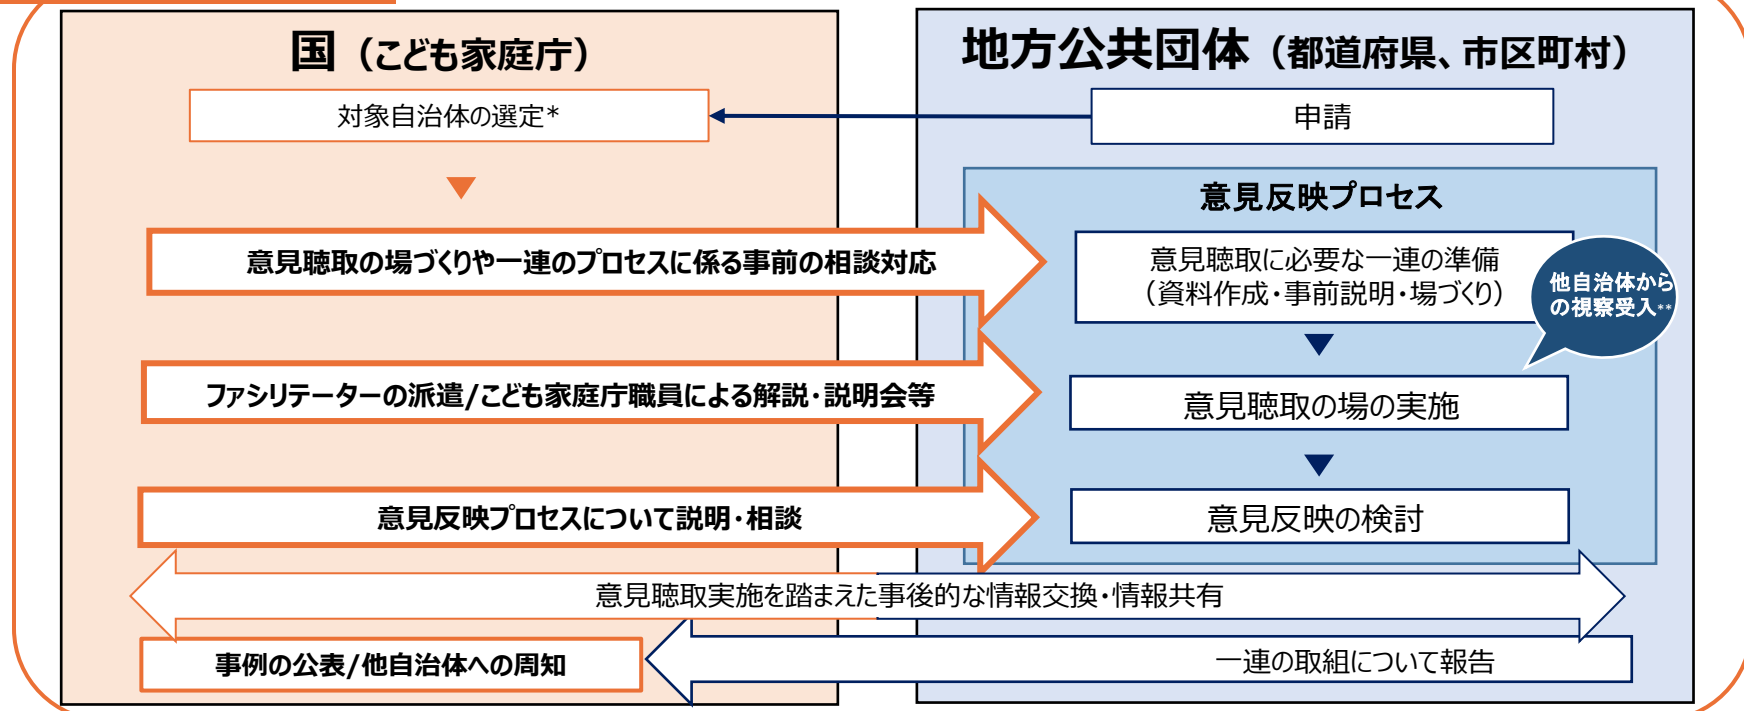 国（こども家庭庁）
対象自治体の選定*
地方公共団体（都道府県、市区町村）
申請
意見反映プロセス
意見聴取の場づくりや一連のプロセスに係る事前の相談対応
意見聴取に必要な一連の準備
（資料作成・事前説明・場づくり）
他自治体から
の視察受入**
ファシリテーターの派遣/こども家庭庁職員による解説・説明会等
意見聴取の場の実施
意見反映プロセスについて説明・相談
意見反映の検討
意見聴取実施を踏まえた事後的な情報交換・情報共有
事例の公表/他自治体への周知
一連の取組について報告